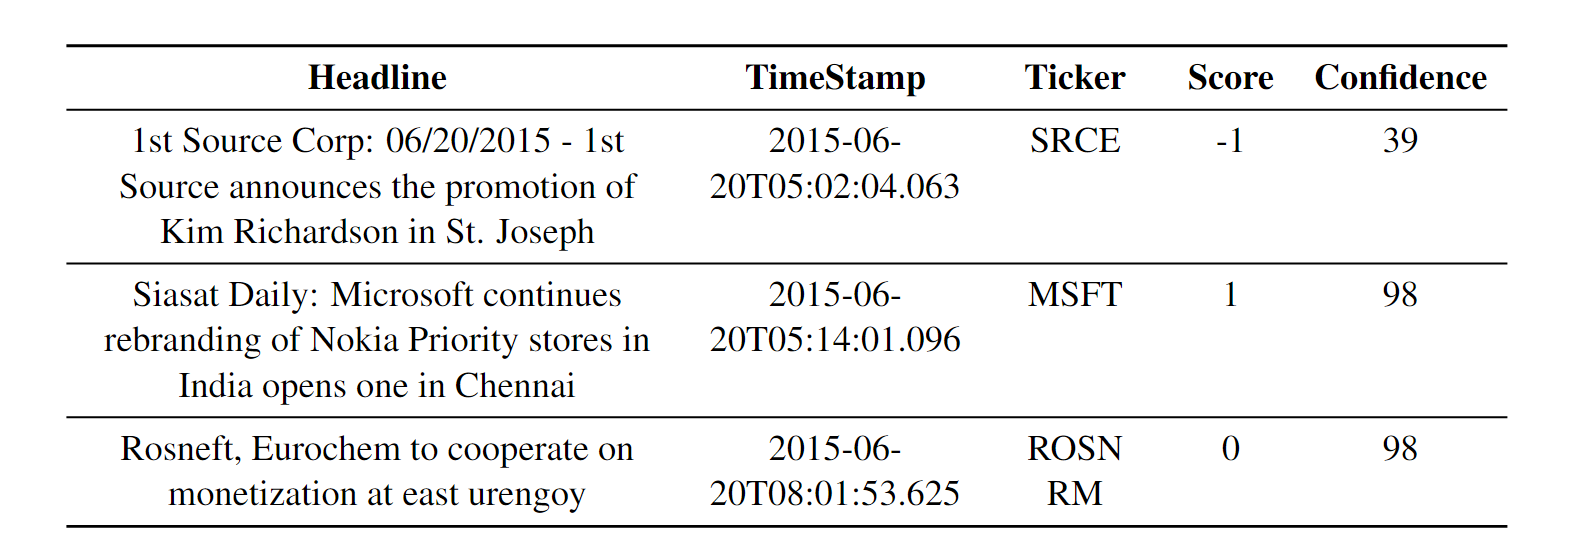 Headline TimeStamp Ticker Score Confidence
1st Source Corp: 06/20/2015 - 1st 2015-06- SRCE -1 39
Source announces the promotion of 20T05:02:04.063
Kim Richardson in St. Joseph
Siasat Daily: Microsoft continues 2015-06- MSFT 1 98
rebranding of Nokia Priority stores in 20T05:14:01.096
India opens one in Chennai
Rosneft, Eurochem to cooperate on 2015-06- ROSN 0 98
monetization at east urengoy 20T08:01:53.625 RM